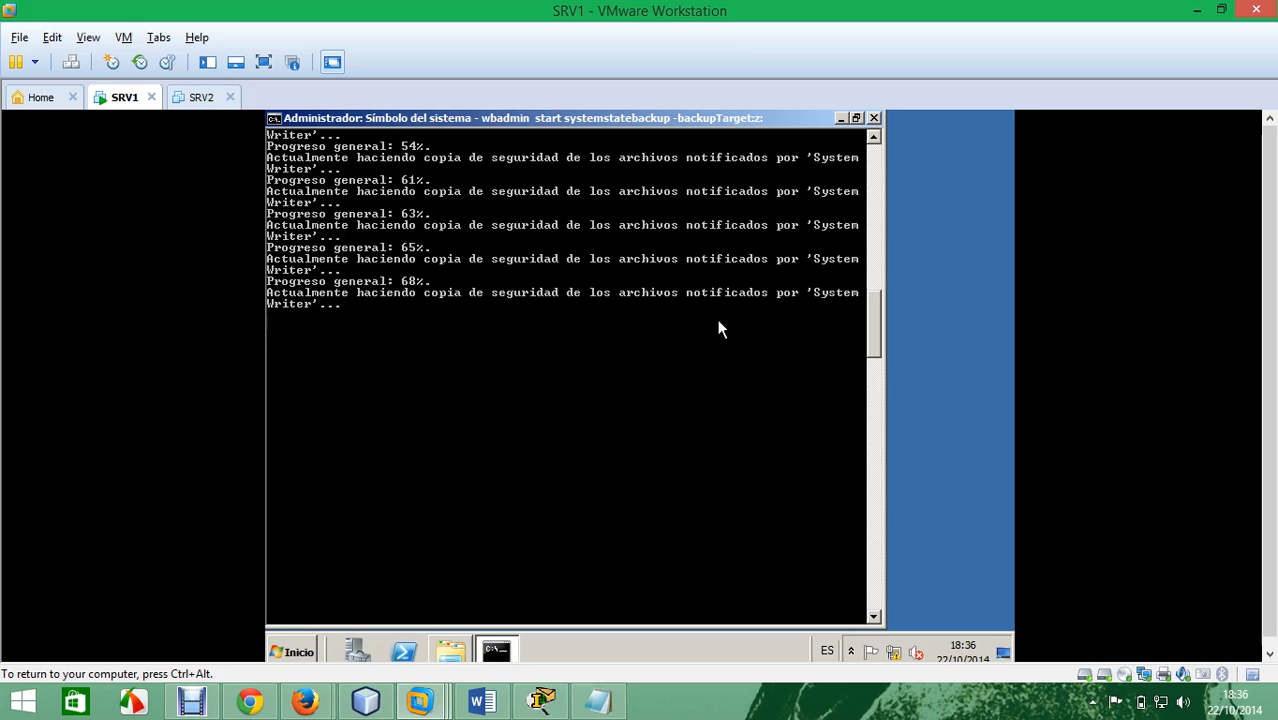 SRV1 - VMware Workstation
File Edit View VM Tabs Help
Home SRV1 SRV2
Administrador: Símbolo del sistema - wbadmin start systemstatebackup -backupTarget:z:
Writer'...
Progreso general: 54%.
Actualmente haciendo copia de seguridad de los archivos notificados por 'System
Writer'...
Progreso general: 61%.
Actualmente haciendo copia de seguridad de los archivos notificados por 'System
Writer'...
Progreso general: 63%.
Actualmente haciendo copia de seguridad de los archivos notificados por 'System
Writer'...
Progreso general: 65%.
Actualmente haciendo copia de seguridad de los archivos notificados por 'System
Writer'...
Progreso general: 68%.
Actualmente haciendo copia de seguridad de los archivos notificados por 'System
Writer'...
Inicio ES 18:36
22/10/2014
To return to your computer, press Ctrl+Alt.
18:36
22/10/2014